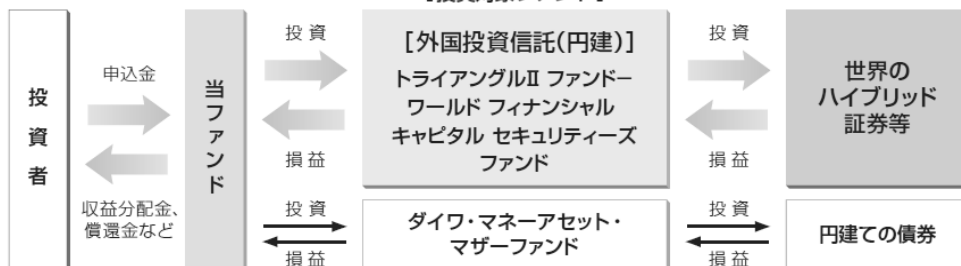 投資者
申込金
収益分配金、
償還金など
当ファンド
投資
損益
[外国投資信託(円建)]
トライアングルⅡ ファンドー
ワールド フィナンシャル
キャピタル セキュリティーズ
ファンド
投資
損益
世界の
ハイブリッド
証券等
投資
損益
ダイワ・マネーアセット・
マザーファンド
投資
損益
円建ての債券